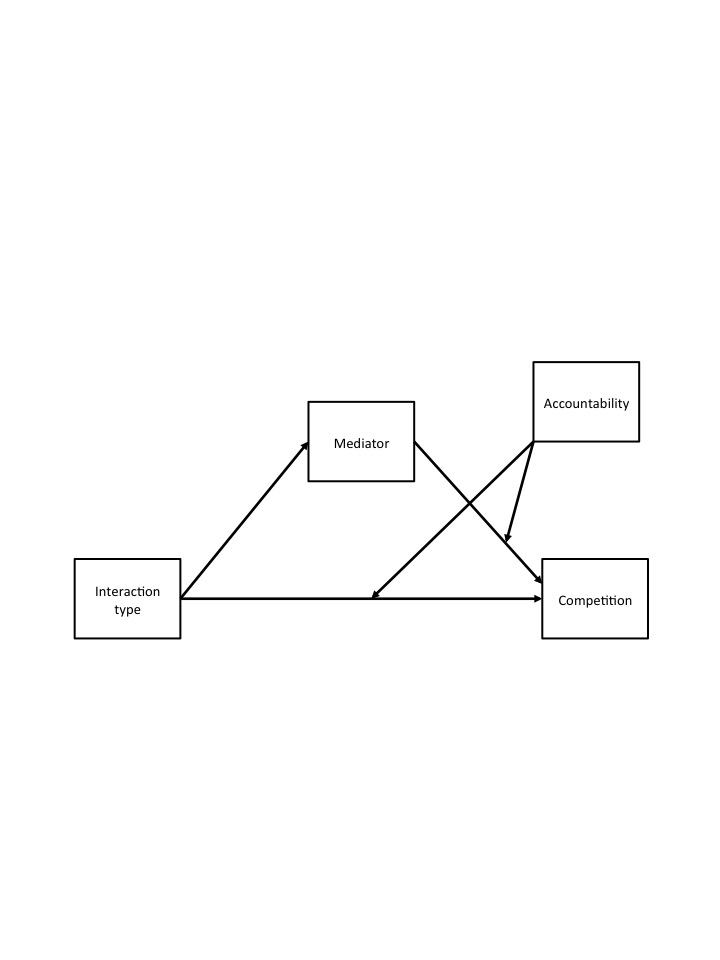 Accountability
Mediator
Interaction
type
Competition